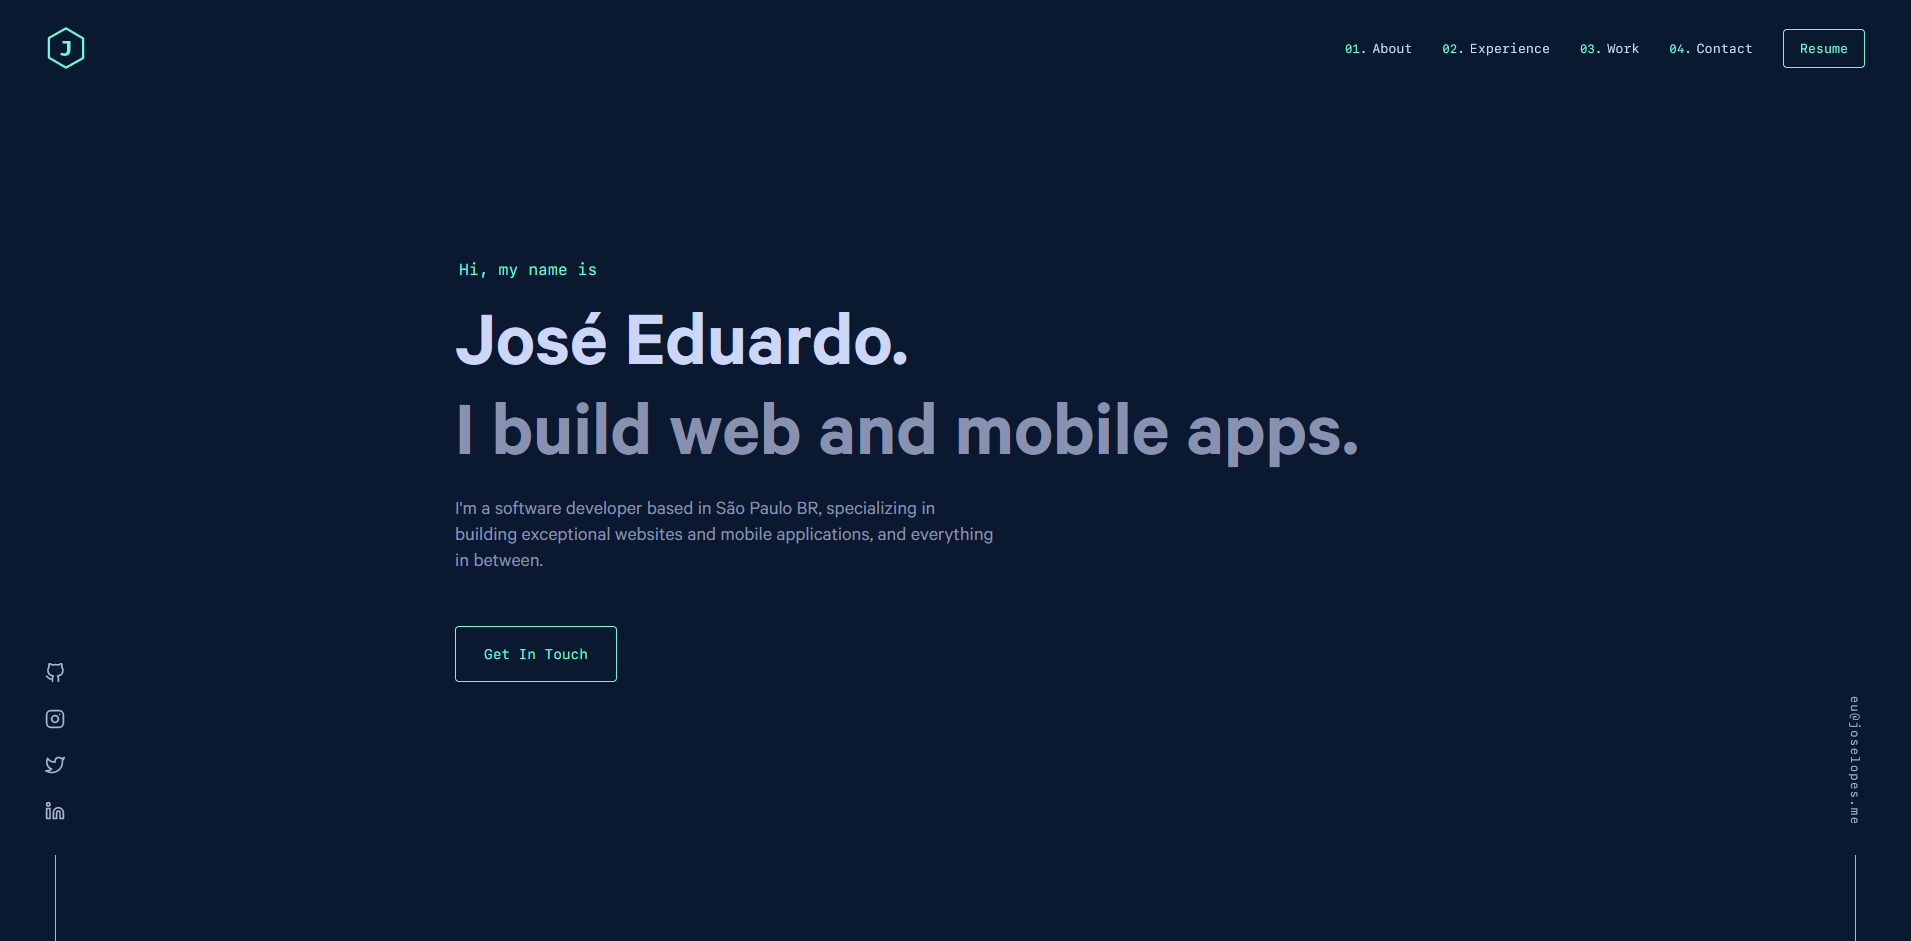 J
01. About 02. Experience 03. Work 04. Contact Resume
Hi, my name is
José Eduardo.
I build web and mobile apps.
I'm a software developer based in São Paulo BR, specializing in
building exceptional websites and mobile applications, and everything
in between.
Get In Touch
in
eu@joselopes.me